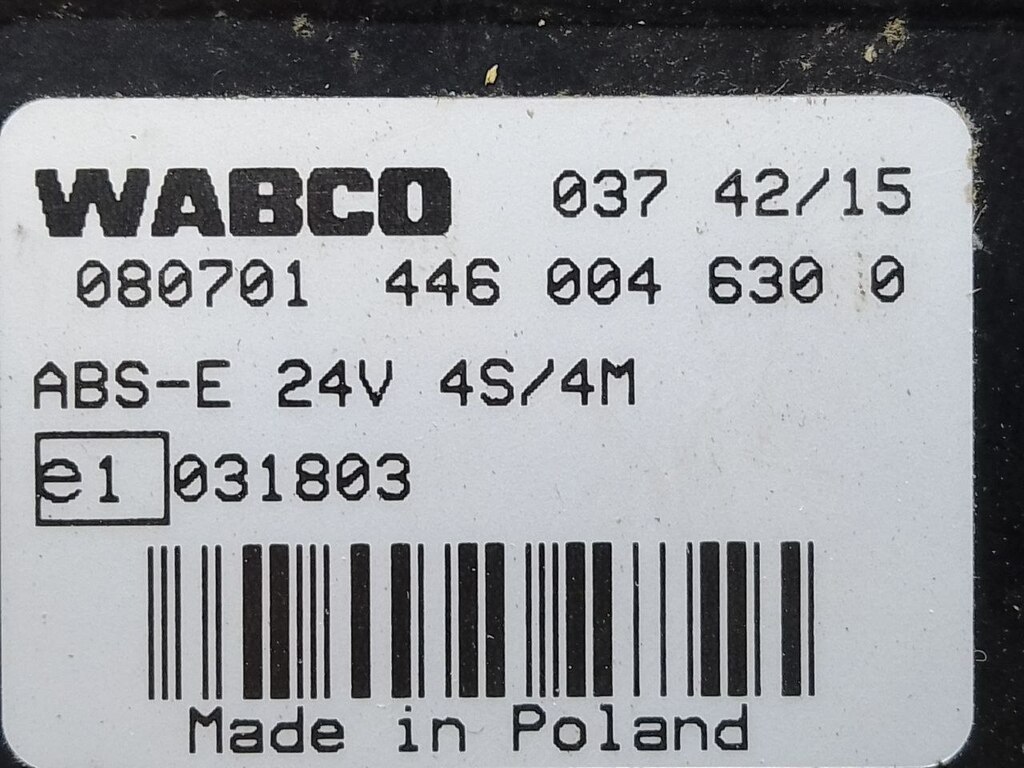 WABCO 037 42/15
080701 446 004 630 0
ABS-E 24V 4S/4M
e1 031803
Made in Poland